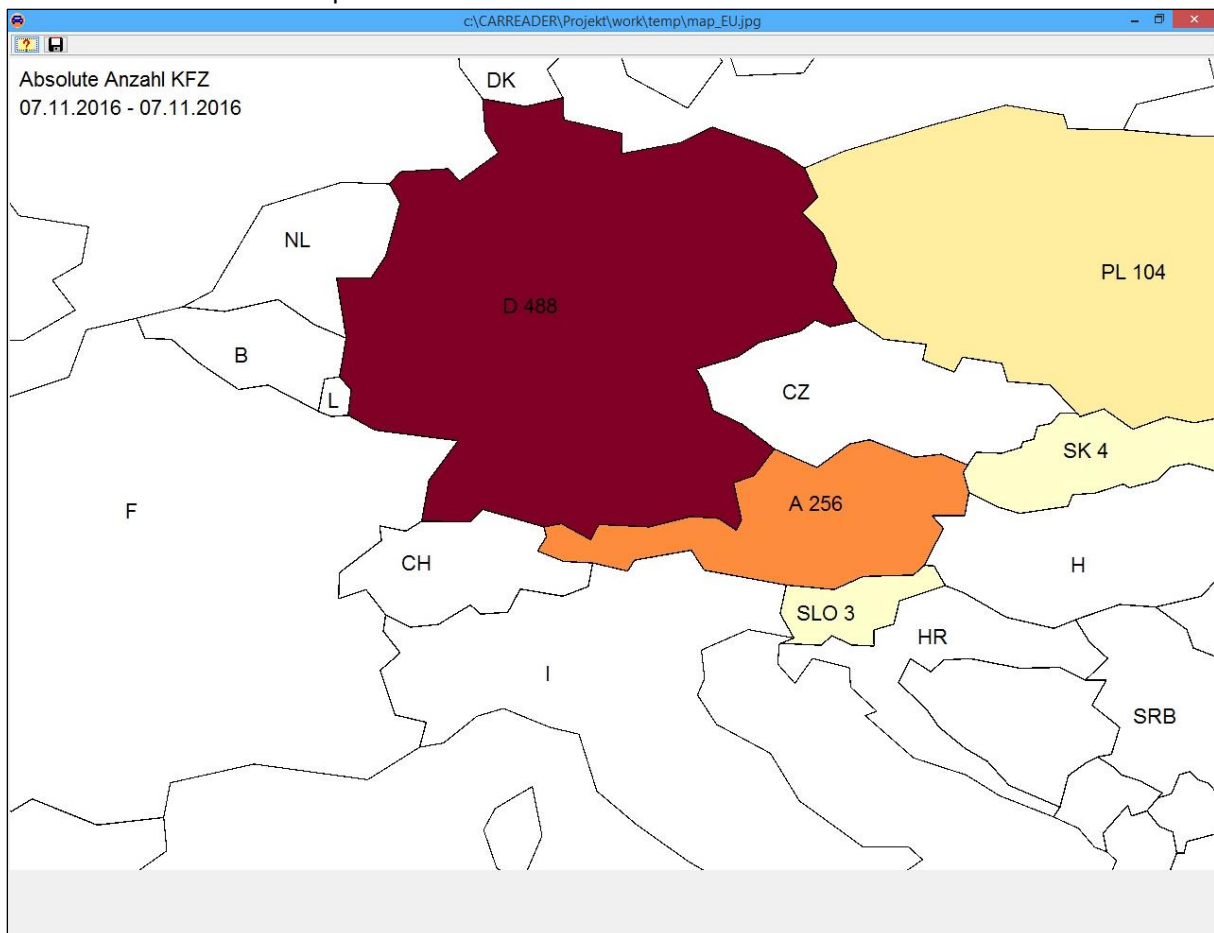 c:\CARREADER\Projekt\work\temp\map_EU.jpg
Absolute Anzahl KFZ
07.11.2016 - 07.11.2016
DK
NL
PL 104
D 488
B
CZ
L
SK 4
A 256
F
CH
H
SLO 3
HR
I
SRB